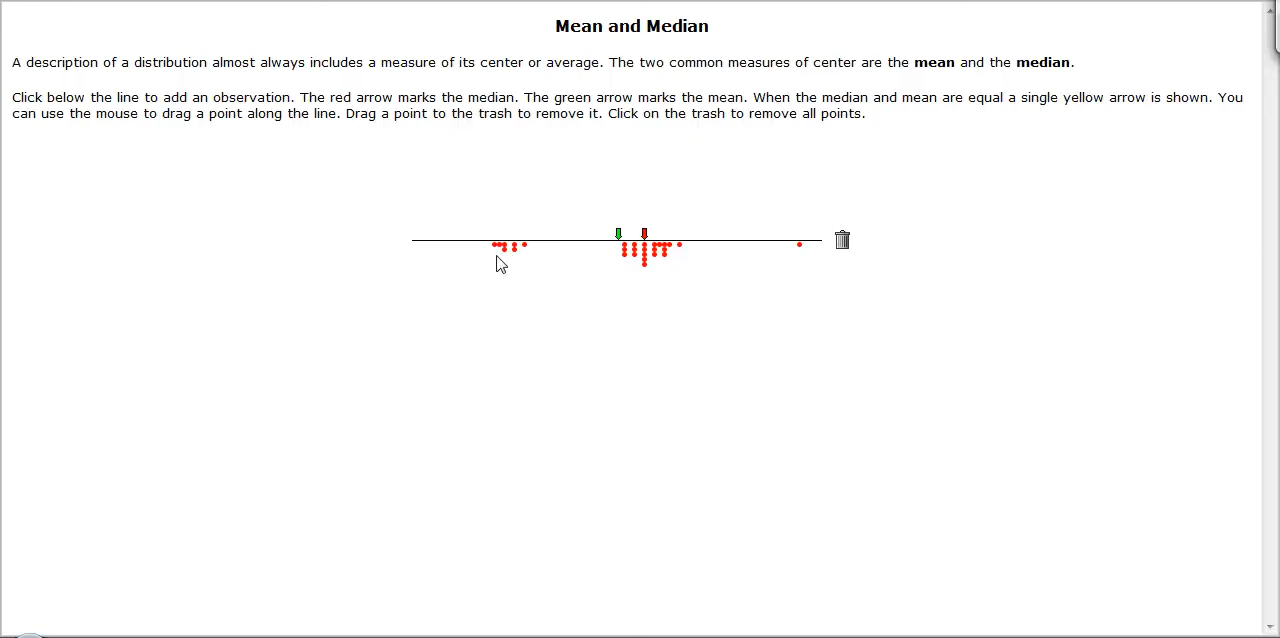 Mean and Median
A description of a distribution almost always includes a measure of its center or average. The two common measures of center are the mean and the median.
Click below the line to add an observation. The red arrow marks the median. The green arrow marks the mean. When the median and mean are equal a single yellow arrow is shown. You
can use the mouse to drag a point along the line. Drag a point to the trash to remove it. Click on the trash to remove all points.